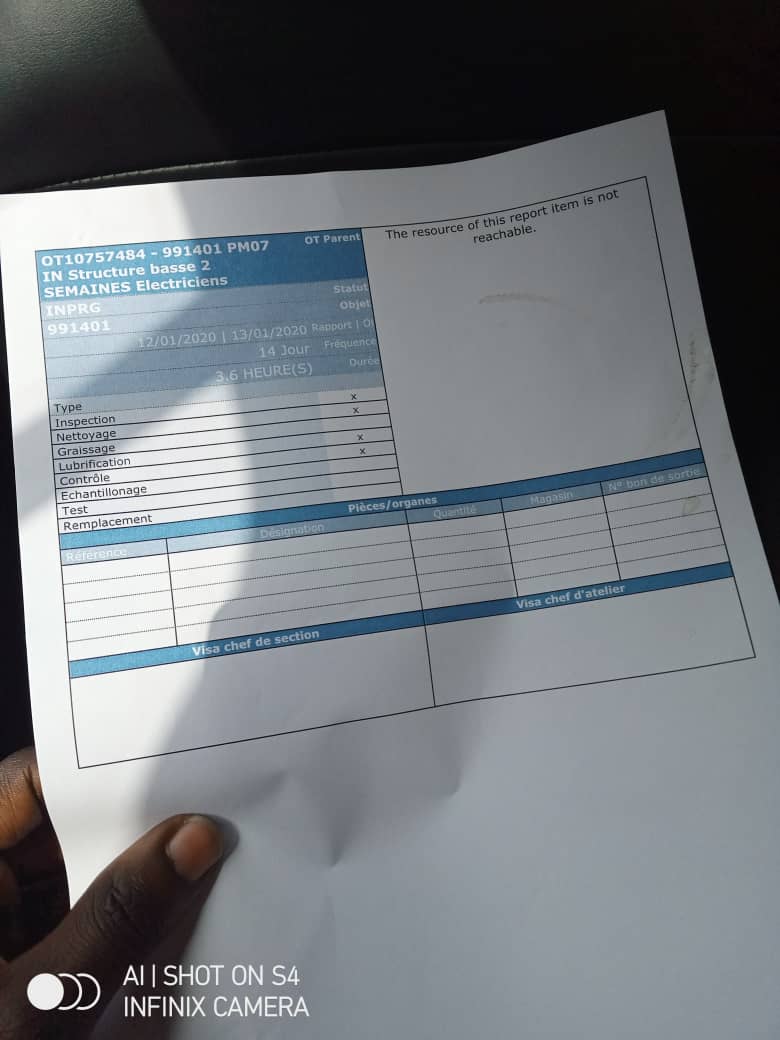 OT10757484 - 991401 PM07
IN Structure basse 2
SEMAINES Electriciens
OT Parent
INPRG
Statut
991401
Objet
12/01/2020 | 13/01/2020 Rapport | O
14 Jour Fréquence
3.6 HEURE(S) Durée
The resource of this report item is not
reachable.
Type
Inspection x
Nettoyage x
Graissage
Lubrification x
Contrôle x
Echantillonage
Test
Remplacement
Pièces/organes
Référence Désignation Quantité Magasin N° bon de sortie
Visa chef de section Visa chef d'atelier
AI | SHOT ON S4
INFINIX CAMERA